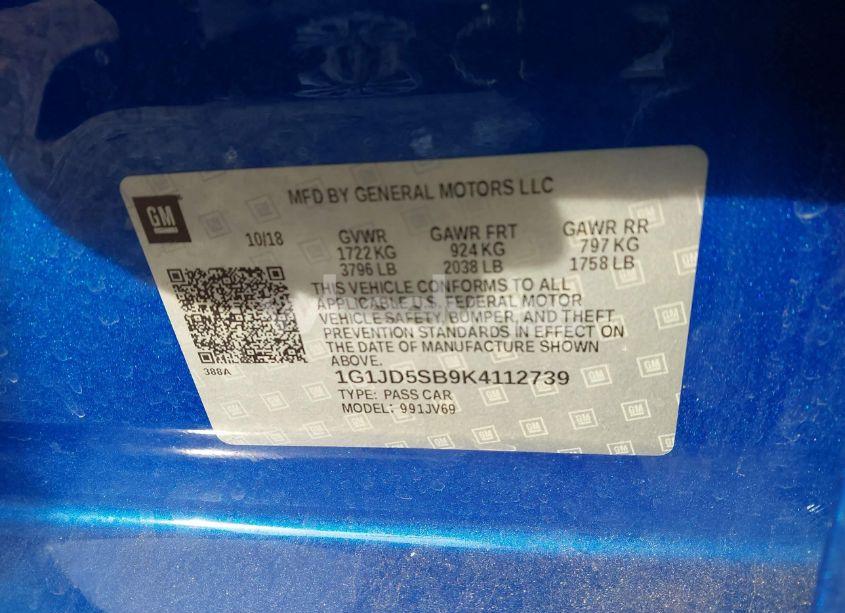 MFD BY GENERAL MOTORS LLC
GM
10/18 GVWR GAWR FRT GAWR RR
1722 KG 924 KG 797 KG
3796 LB 2038 LB 1758 LB
THIS VEHICLE CONFORMS TO ALL
APPLICABLE U.S. FEDERAL MOTOR
VEHICLE SAFETY, BUMPER, AND THEFT
PREVENTION STANDARDS IN EFFECT ON
THE DATE OF MANUFACTURE SHOWN
ABOVE.
388A
1G1JD5SB9K4112739
TYPE: PASS CAR
MODEL: 991JV69